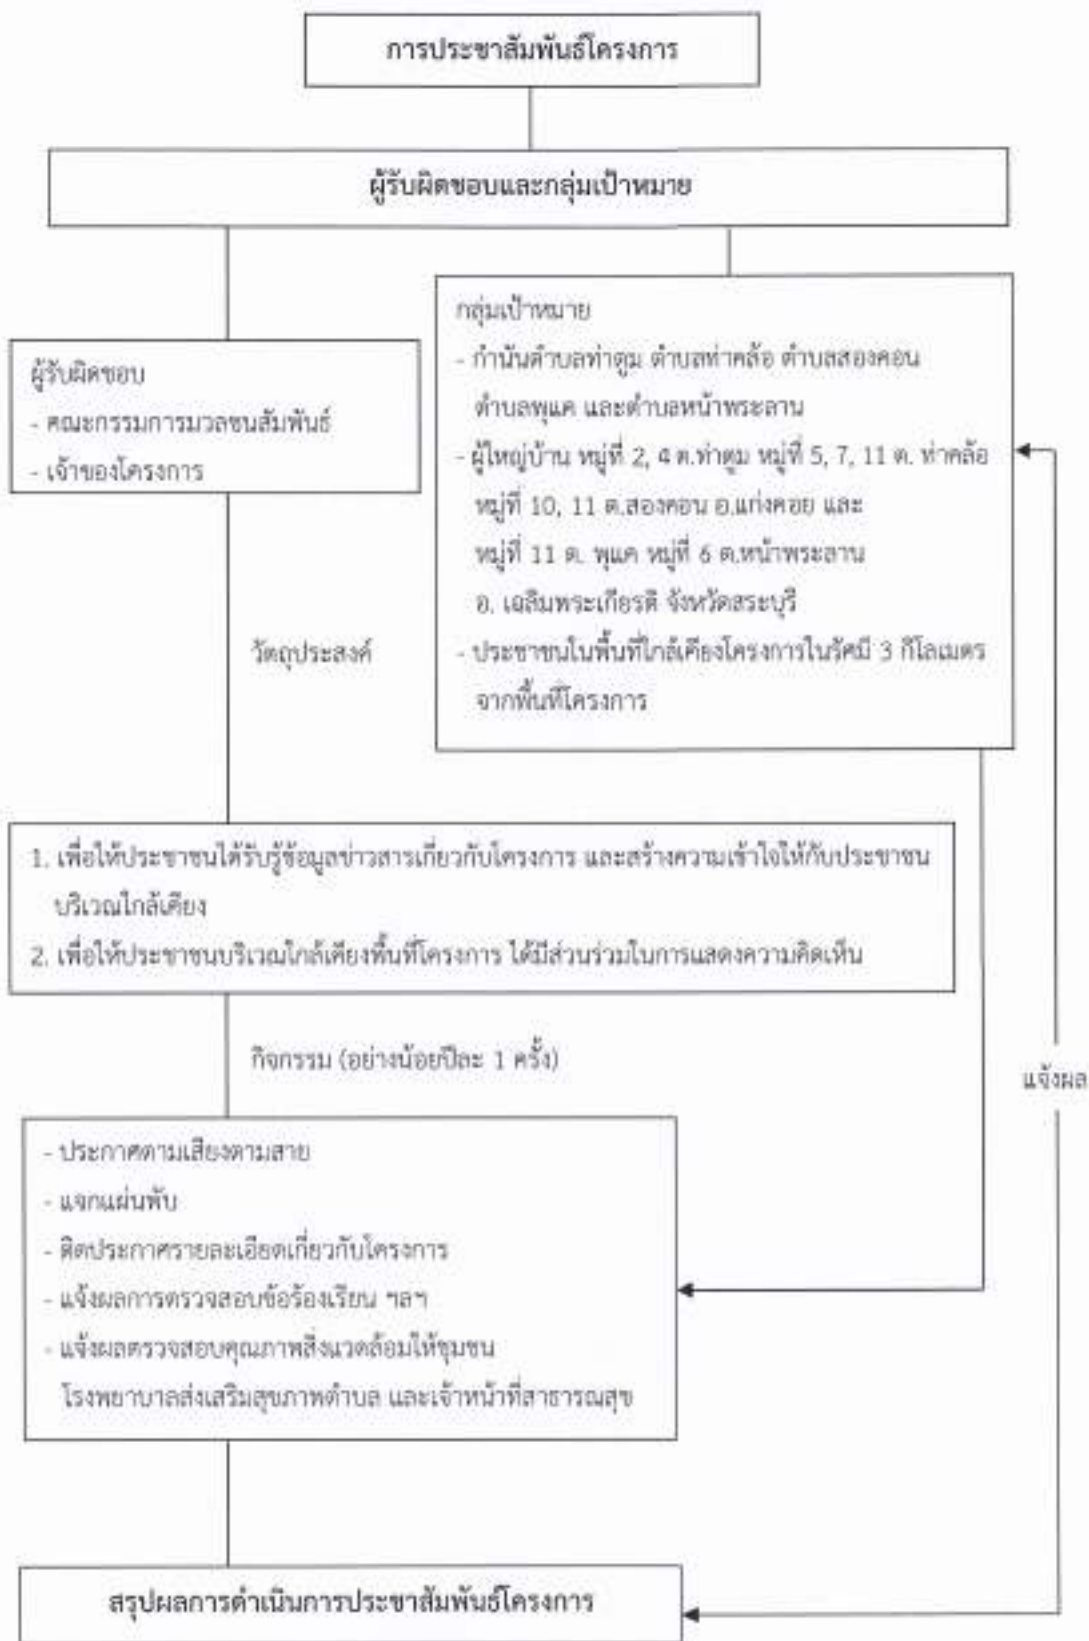 การประชาสัมพันธ์โครงการ
ผู้รับผิดชอบและกลุ่มเป้าหมาย
ผู้รับผิดชอบ
- คณะกรรมการมวลชนสัมพันธ์
- เจ้าของโครงการ
กลุ่มเป้าหมาย
- กำนันตำบลท่าตูม ตำบลท่าคล้อ ตำบลสองคอน
ตำบลพุแค และตำบลหน้าพระลาน
- ผู้ใหญ่บ้าน หมู่ที่ 2, 4 ต.ท่าตูม หมู่ที่ 5, 7, 11 ต. ท่าคล้อ
หมู่ที่ 10, 11 ต.สองคอน อ.แก่งคอย และ
หมู่ที่ 11 ต. พุแค หมู่ที่ 6 ต.หน้าพระลาน
อ. เฉลิมพระเกียรติ จังหวัดสระบุรี
- ประชาชนในพื้นที่ใกล้เคียงโครงการในรัศมี 3 กิโลเมตร
จากพื้นที่โครงการ
วัตถุประสงค์
1. เพื่อให้ประชาชนได้รับรู้ข้อมูลข่าวสารเกี่ยวกับโครงการ และสร้างความเข้าใจให้กับประชาชน
บริเวณใกล้เคียง
2. เพื่อให้ประชาชนบริเวณใกล้เคียงพื้นที่โครงการ ได้มีส่วนร่วมในการแสดงความคิดเห็น
กิจกรรม (อย่างน้อยปีละ 1 ครั้ง)
แจ้งผล
- ประกาศตามเสียงตามสาย
- แจกแผ่นพับ
- ติดประกาศรายละเอียดเกี่ยวกับโครงการ
- แจ้งผลการตรวจสอบข้อร้องเรียน ฯลฯ
- แจ้งผลตรวจสอบคุณภาพสิ่งแวดล้อมให้ชุมชน
โรงพยาบาลส่งเสริมสุขภาพตำบล และเจ้าหน้าที่สาธารณสุข
สรุปผลการดำเนินการประชาสัมพันธ์โครงการ